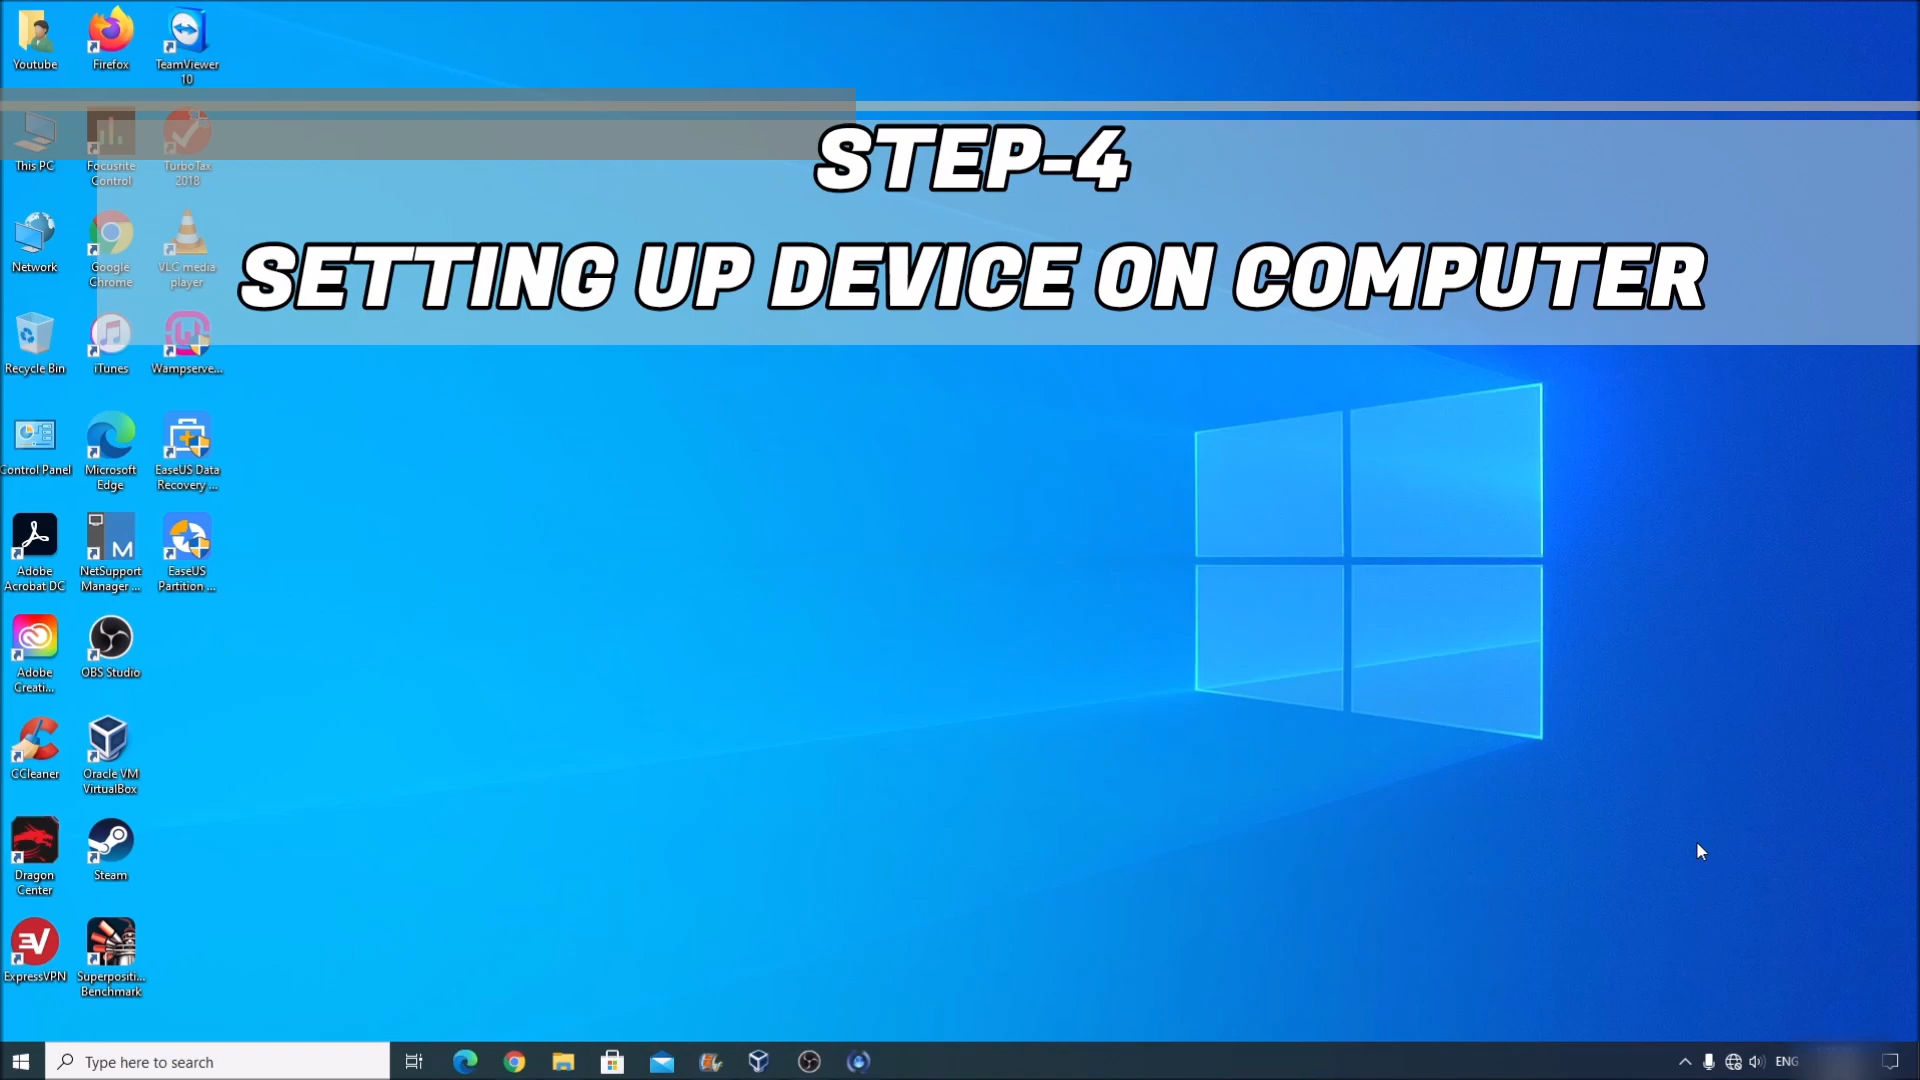 STEP-4
SETTING UP DEVICE ON COMPUTER
Youtube
Firefox
TeamViewer
10
This PC
Focusrite
Control
TurboTax
2018
Network
Google
Chrome
VLC media
player
Recycle Bin
iTunes
Wampserve...
Control Panel
Microsoft
Edge
EaseUS Data
Recovery ...
Adobe
Acrobat DC
NetSupport
Manager ...
EaseUS
Partition ...
Adobe
Creati...
OBS Studio
CCleaner
Oracle VM
VirtualBox
Dragon
Center
Steam
ExpressVPN
Superpositi...
Benchmark
Type here to search
ENG